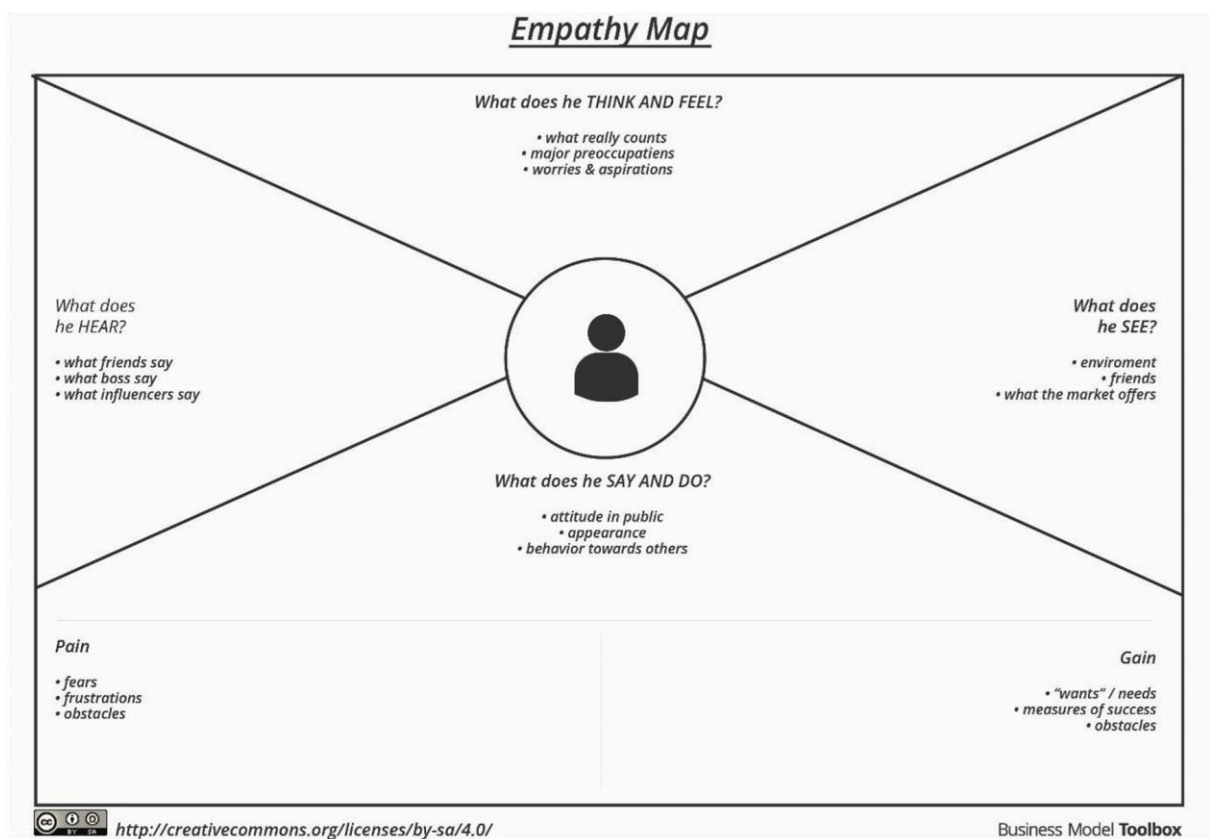 Empathy Map
What does he THINK AND FEEL?
• what really counts
• major preoccupatiens
• worries & aspirations
What does
he HEAR?
• what friends say
• what boss say
• what influencers say
What does
he SEE?
• enviroment
• friends
• what the market offers
What does he SAY AND DO?
• attitude in public
• appearance
• behavior towards others
Pain
• fears
• frustrations
• obstacles
Gain
• “wants“ / needs
• measures of success
• obstacles
cc BY SA
http://creativecommons.org/licenses/by-sa/4.0/
Business Model Toolbox